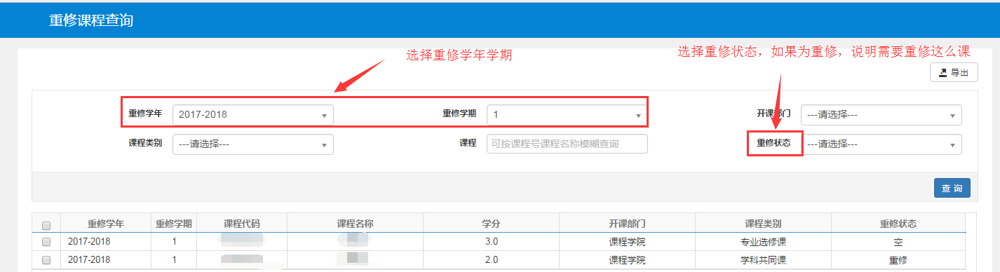 重修课程查询
选择重修学年学期
选择重修状态，如果为重修，说明需要重修这么课
导出
重修学年 2017-2018 重修学期 1 开课部门 ---请选择---
课程类别 ---请选择--- 课程 可按课程号课程名称模糊查询 重修状态 ---请选择---
查 询
重修学年 重修学期 课程代码 课程名称 学分 开课部门 课程类别 重修状态
2017-2018 1 3.0 课程学院 专业选修课 空
2017-2018 1 2.0 课程学院 学科共同课 重修